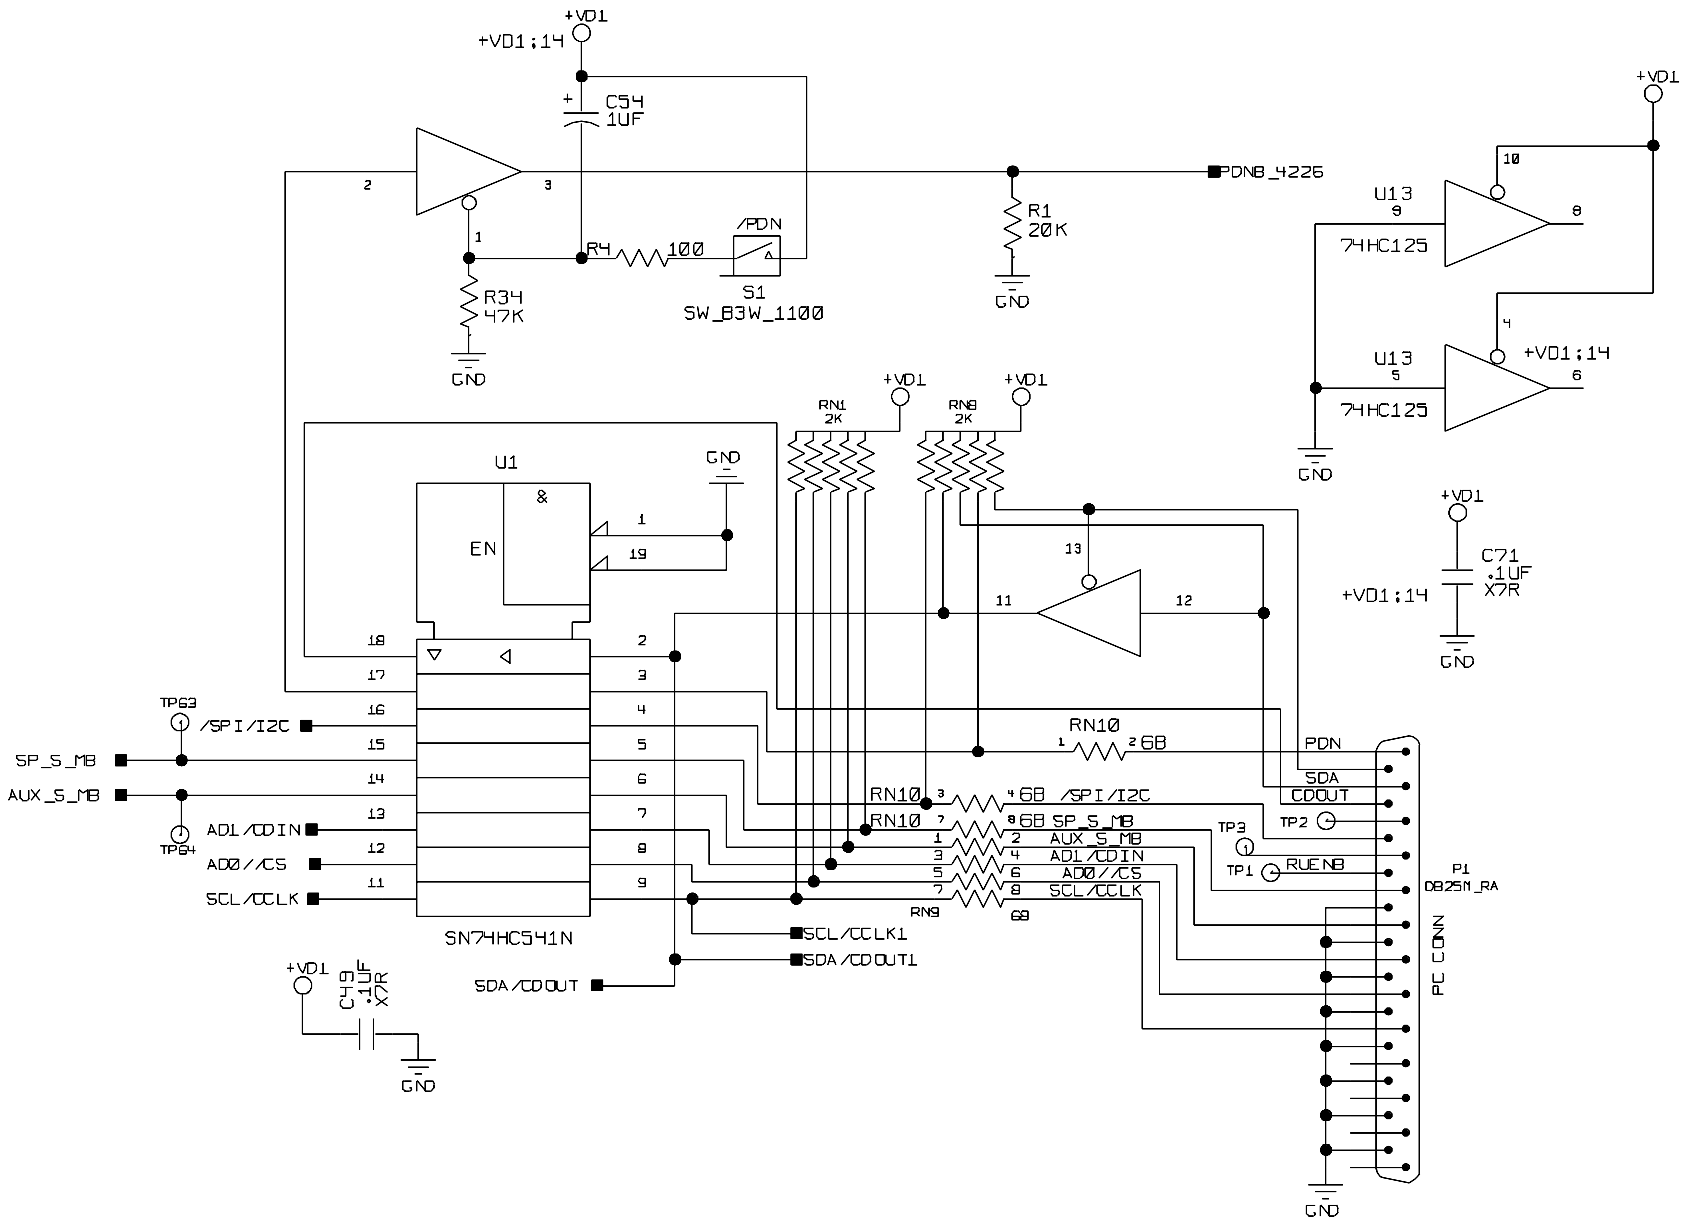 +VD1
+VD1;14
+VD1
+
C54
1UF
10
2
3
PDNB_4226
U13
9
8
R1
20K
/PDN
1
74HC125
R4
100
GND
S1
R34
47K
SW_B3W_1100
4
U13
+VD1;14
5
6
GND
+VD1
+VD1
74HC125
RN1
2K
RN8
2K
GND
U1
GND
&
+VD1
1
EN
13
19
C71
.1UF
X7R
+VD1;14
11
12
18
2
GND
17
3
TP63
1
16
4
/SPI/I2C
RN10
1
2
68
PDN
15
5
SP_S_MB
SDA
14
6
AUX_S_MB
RN10
3
4
68
/SPI/I2C
CDOUT
13
7
AD1/CDIN
RN10
7
8
68
SP_S_MB
TP2
TP3
1
1
2
AUX_S_MB
TP64
12
8
AD0//CS
3
4
AD1/CDIN
TP1
RUENB
P1
DB25M_RA
5
6
AD0//CS
11
9
SCL/CCLK
7
8
SCL/CCLK
RN9
68
SN74HC541N
SCL/CCLK1
SDA/CDOUT1
PC CONN
+VD1
C49
.1UF
X7R
SDA/CDOUT
GND
GND